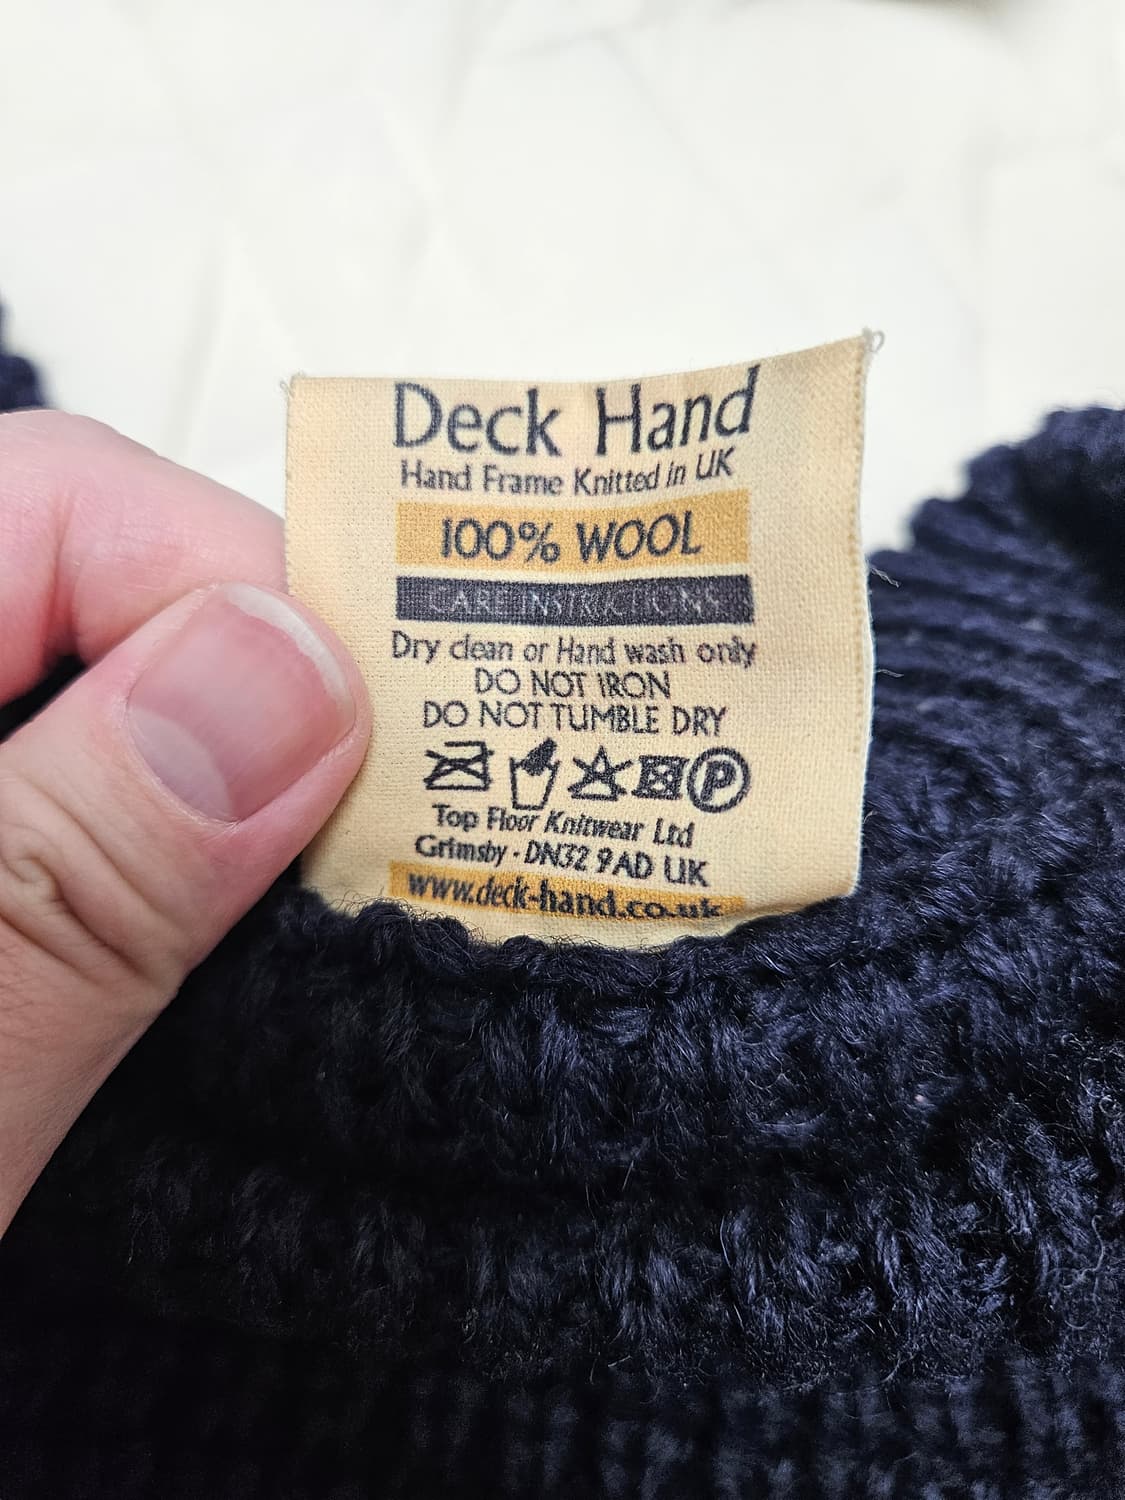 Deck Hand
Hand Frame Knitted in UK
100% WOOL
CARE INSTRUCTIONS
Dry clean or Hand wash only
DO NOT IRON
DO NOT TUMBLE DRY
P
Top Floor Knitwear Ltd
Grimsby - DN32 9AD UK
www.deck-hand.co.uk